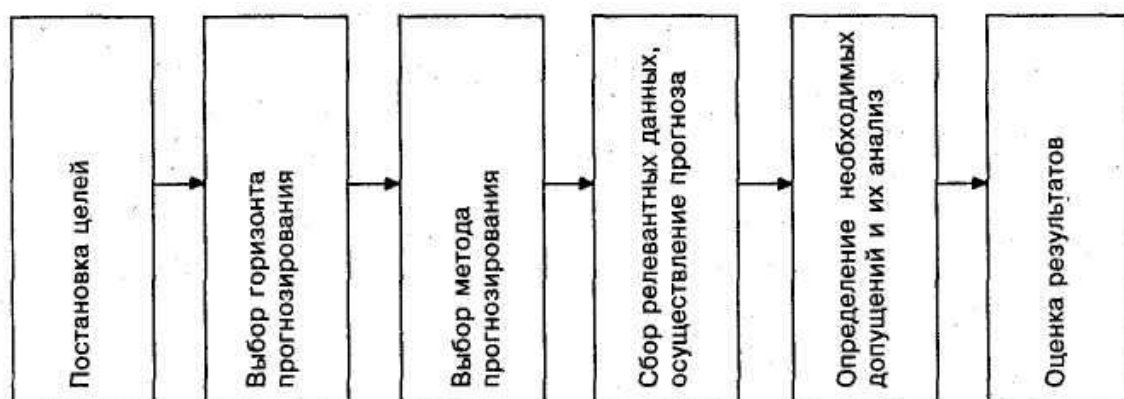 Постановка целей
Выбор горизонта
прогнозирования
Выбор метода
прогнозирования
Сбор релевантных данных,
осуществление прогноза
Определение необходимых
допущений и их анализ
Оценка результатов